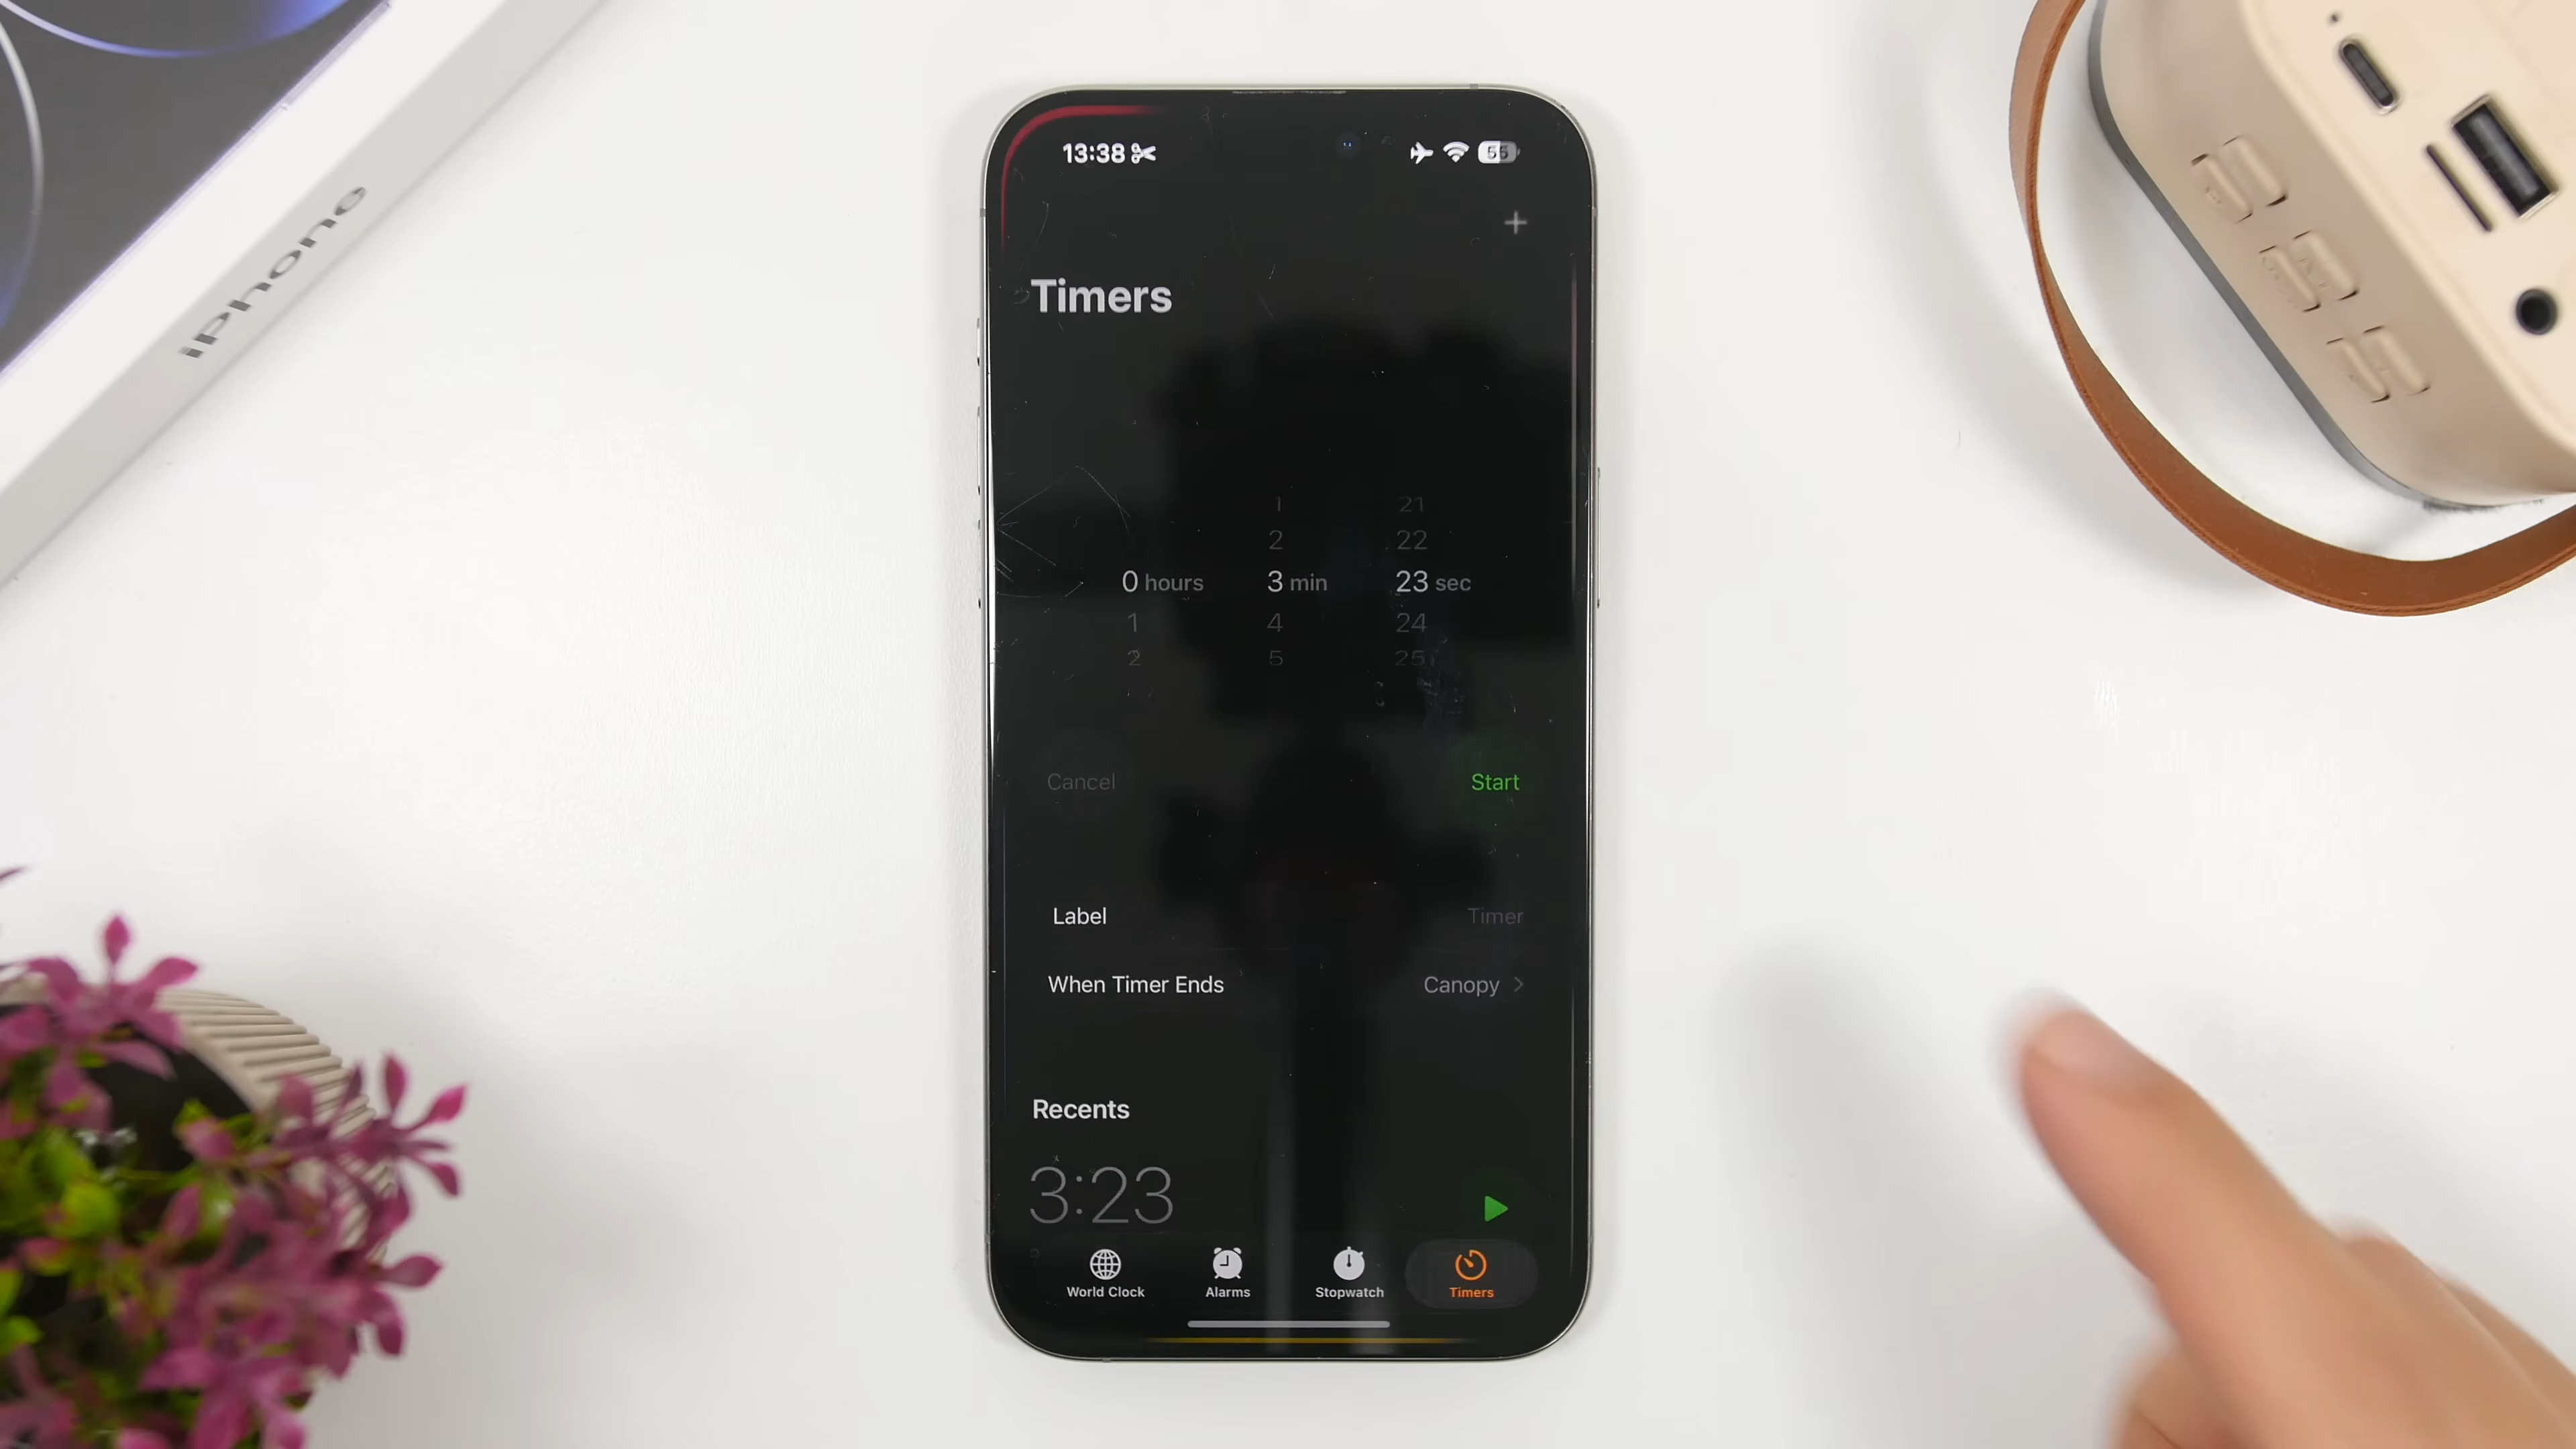 iPhone
13:38
55
Timers
1 21
2 22
0 hours 3 min 23 sec
1 4 24
2 5 25
Cancel Start
Label Timer
When Timer Ends Canopy
Recents
3:23
World Clock Alarms Stopwatch Timers